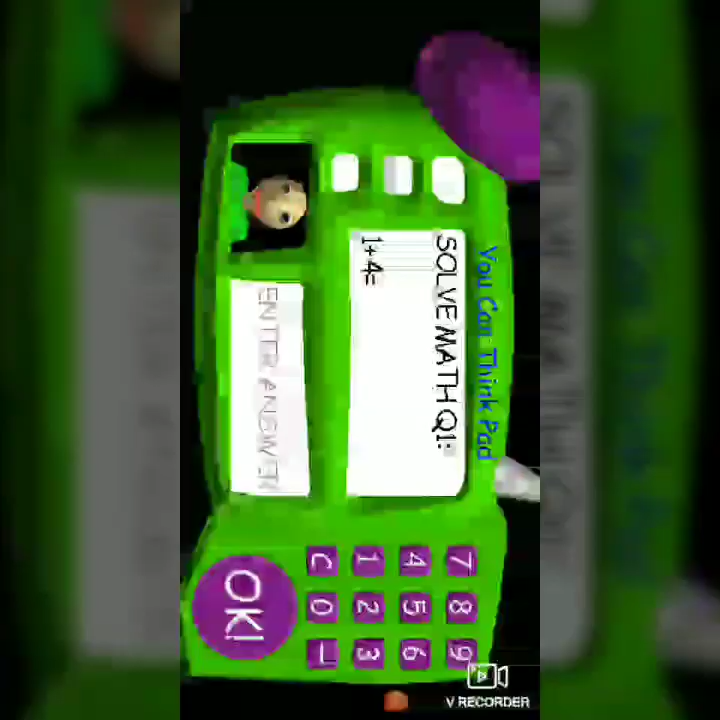 You Can Think Pad
SOLVE MATH Q1:
1+4=
ENTER ANSWER
7 8 9
4 5 6
1 2 3
C 0 -
OK!
V RECORDER